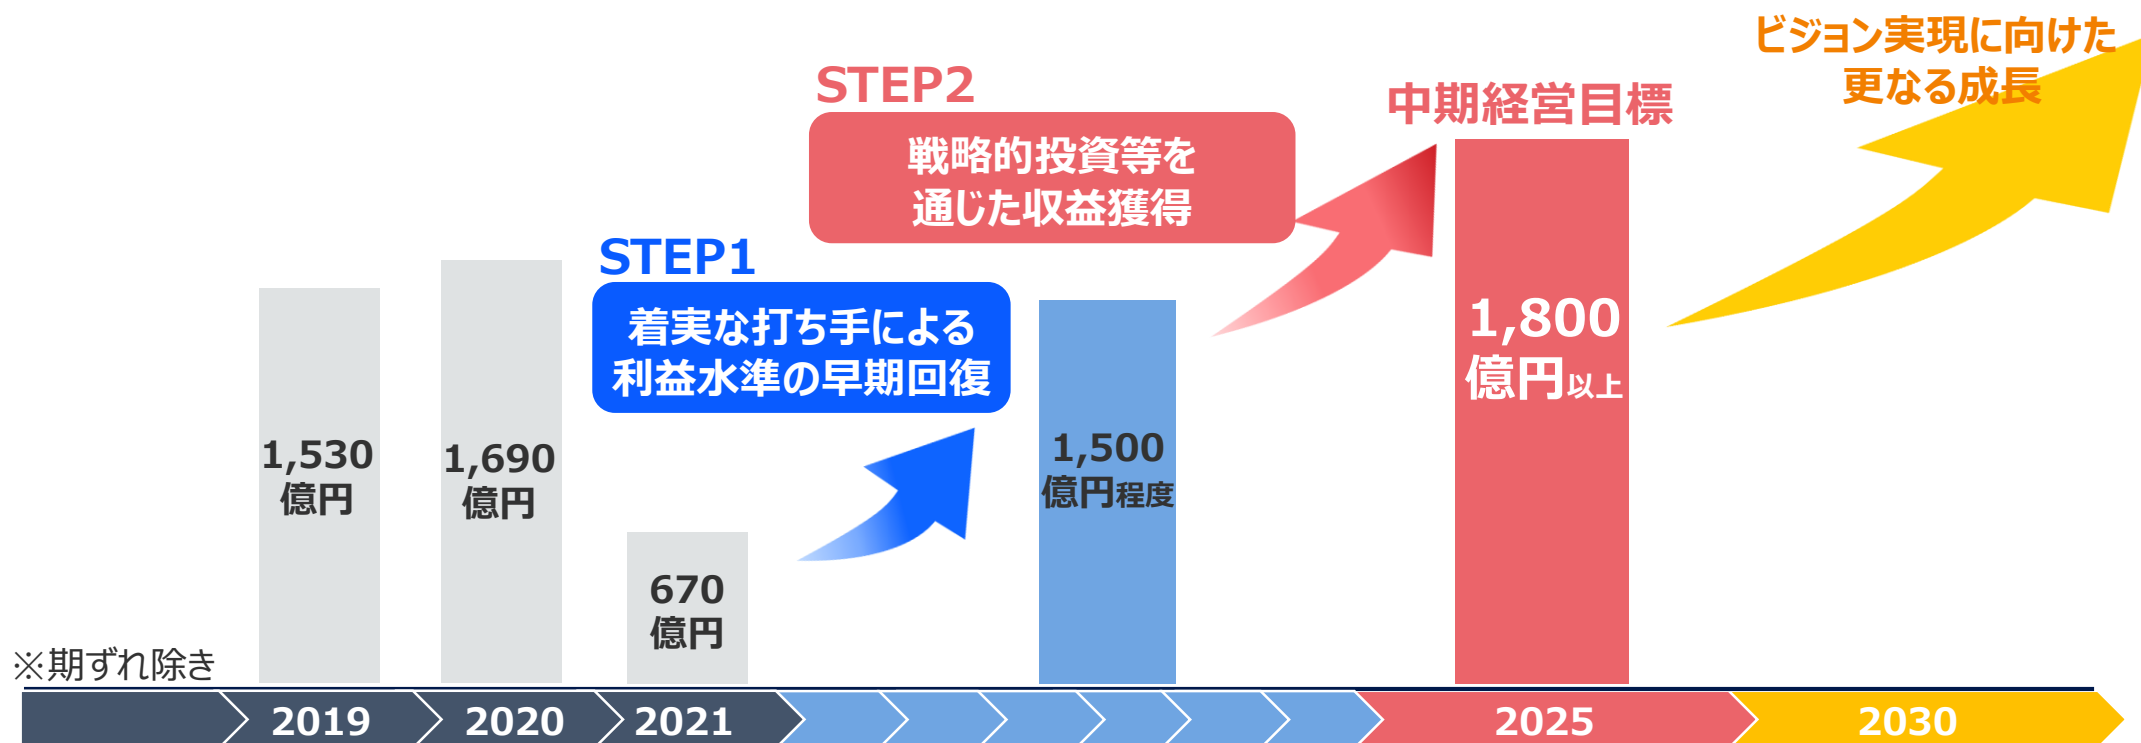 ビジョン実現に向けた
更なる成長
STEP2
戦略的投資等を
通じた収益獲得
中期経営目標
STEP1
着実な打ち手による
利益水準の早期回復
1,530
億円
1,690
億円
670
億円
1,500
億円程度
1,800
億円以上
※期ずれ除き
2019
2020
2021
2025
2030